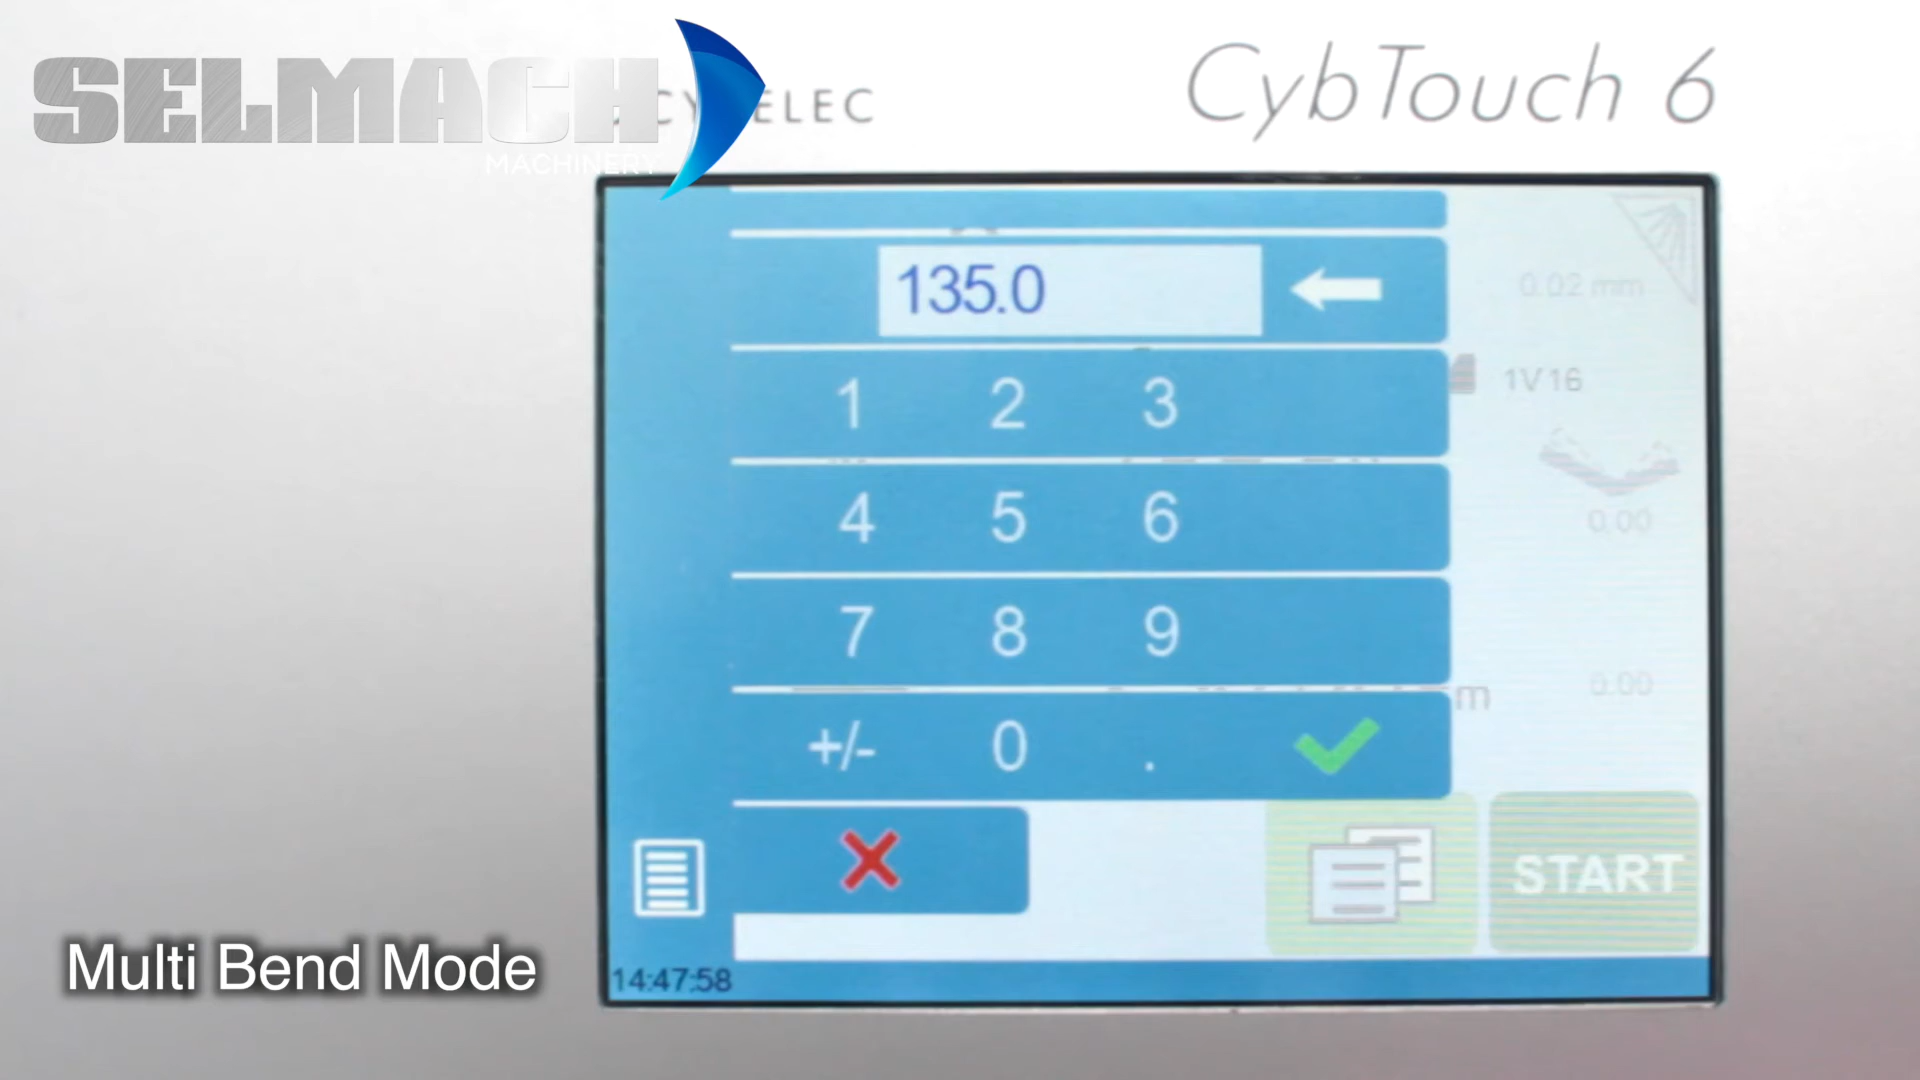 SELMACH
MACHINERY
CybTouch 6
135.0
0.02 mm
1 2 3
1V16
4 5 6
0.00
7 8 9
m
0.00
+/- 0 .
START
Multi Bend Mode
14:47:58